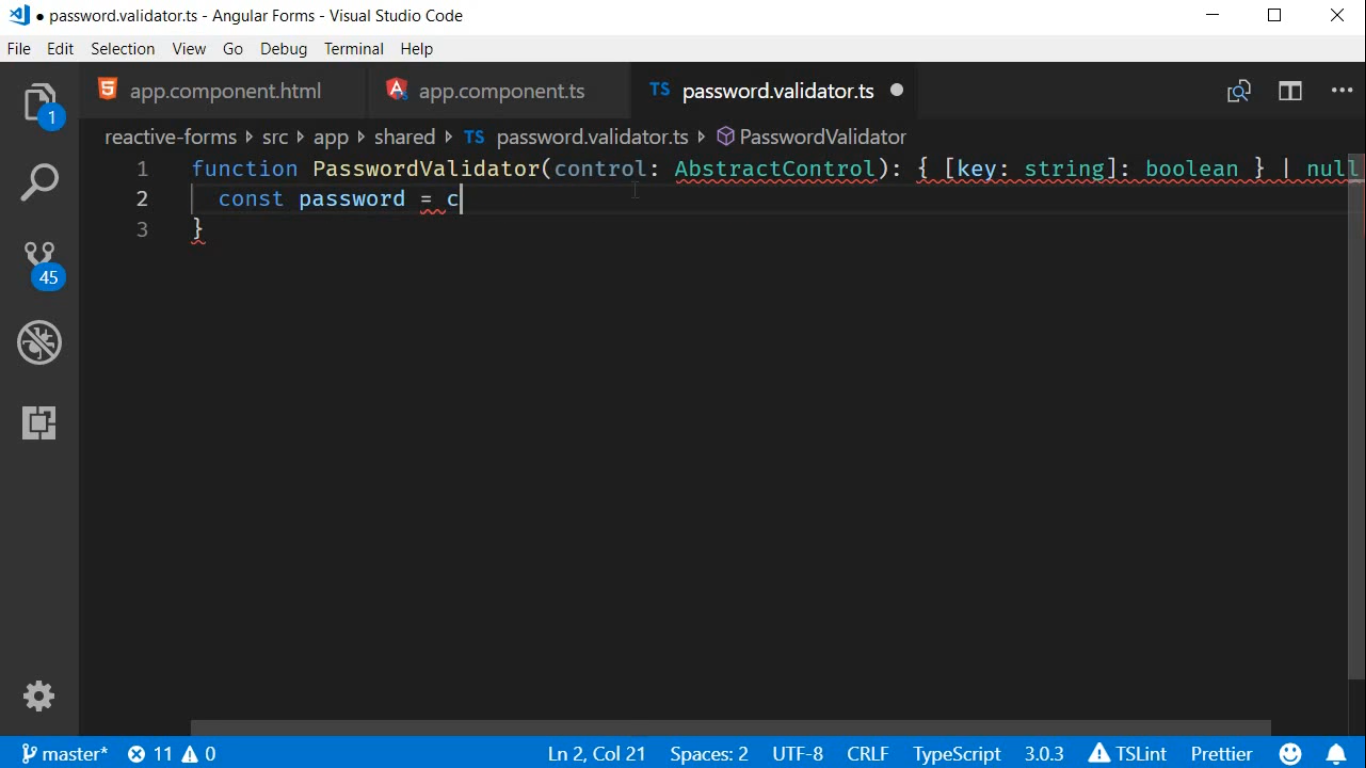 ● password.validator.ts - Angular Forms - Visual Studio Code
File Edit Selection View Go Debug Terminal Help
1
5 app.component.html
app.component.ts
TS password.validator.ts ●
reactive-forms ▸ src ▸ app ▸ shared ▸ TS password.validator.ts ▸ PasswordValidator
1 function PasswordValidator(control: AbstractControl): { [key: string]: boolean } | null
2 const password = c
3 }
45
master* 11 0 Ln 2, Col 21 Spaces: 2 UTF-8 CRLF TypeScript 3.0.3 TSLint Prettier